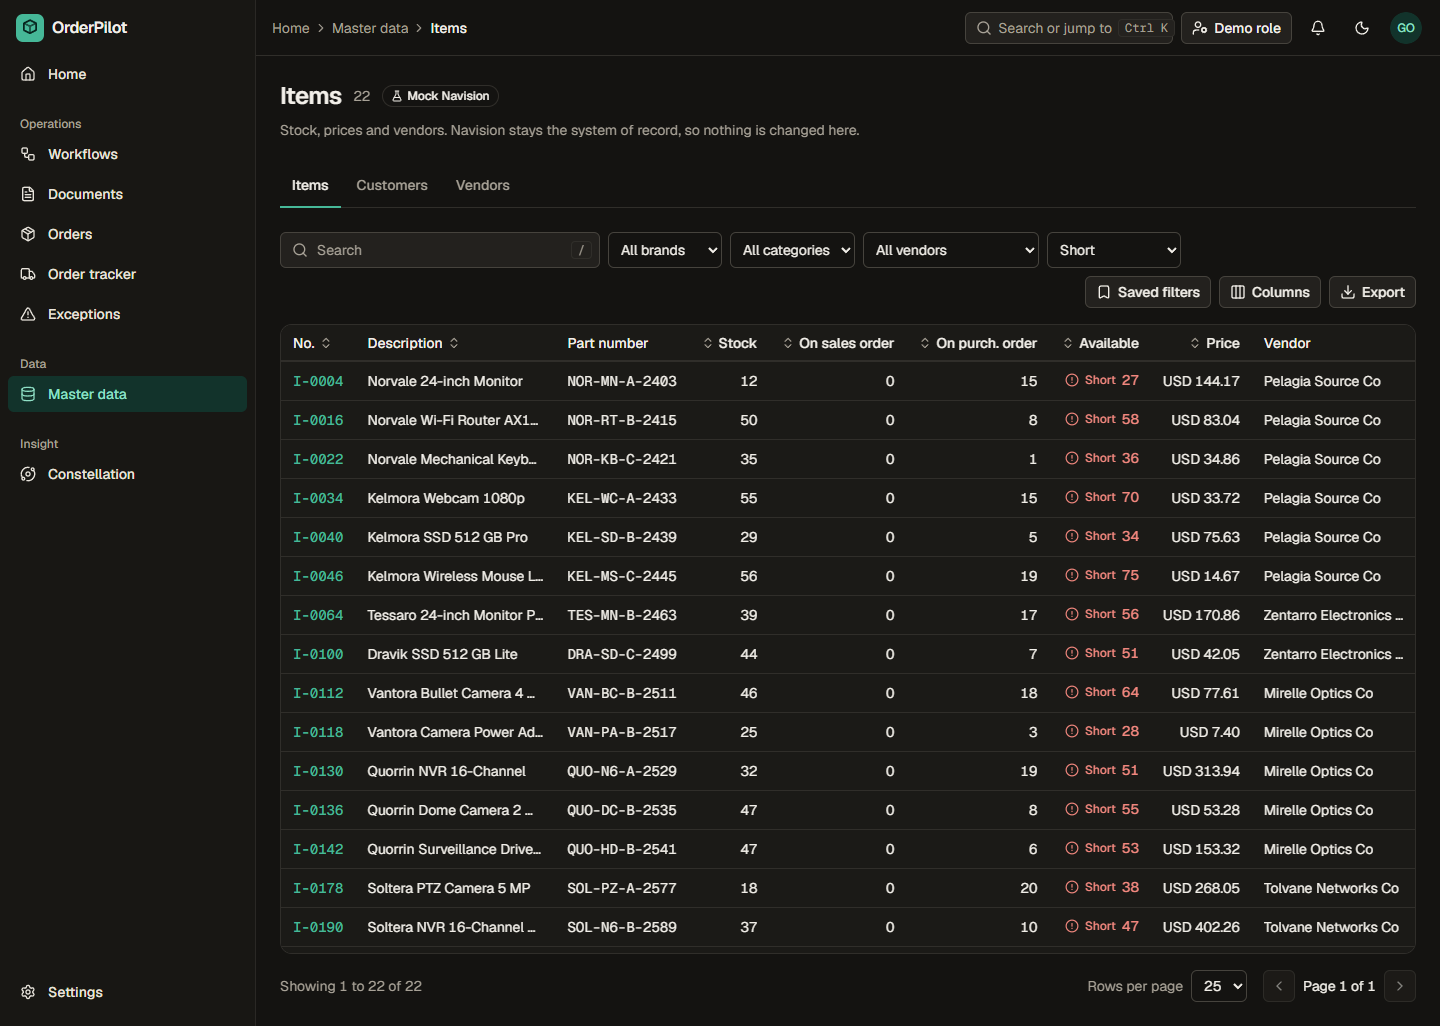 OrderPilot
Home
Operations
Workflows
Documents
Orders
Order tracker
Exceptions
Data
Master data
Insight
Constellation
Settings
Home > Master data > Items
Search or jump to Ctrl K
Demo role
GO
Items 22 Mock Navision
Stock, prices and vendors. Navision stays the system of record, so nothing is changed here.
Items Customers Vendors
Search /
All brands
All categories
All vendors
Short
Saved filters
Columns
Export
No. Description Part number Stock On sales order On purch. order Available Price Vendor
I-0004 Norvale 24-inch Monitor NOR-MN-A-2403 12 0 15 Short 27 USD 144.17 Pelagia Source Co
I-0016 Norvale Wi-Fi Router AX1... NOR-RT-B-2415 50 0 8 Short 58 USD 83.04 Pelagia Source Co
I-0022 Norvale Mechanical Keyb... NOR-KB-C-2421 35 0 1 Short 36 USD 34.86 Pelagia Source Co
I-0034 Kelmora Webcam 1080p KEL-WC-A-2433 55 0 15 Short 70 USD 33.72 Pelagia Source Co
I-0040 Kelmora SSD 512 GB Pro KEL-SD-B-2439 29 0 5 Short 34 USD 75.63 Pelagia Source Co
I-0046 Kelmora Wireless Mouse L... KEL-MS-C-2445 56 0 19 Short 75 USD 14.67 Pelagia Source Co
I-0064 Tessaro 24-inch Monitor P... TES-MN-B-2463 39 0 17 Short 56 USD 170.86 Zentarro Electronics ...
I-0100 Dravik SSD 512 GB Lite DRA-SD-C-2499 44 0 7 Short 51 USD 42.05 Zentarro Electronics ...
I-0112 Vantora Bullet Camera 4 ... VAN-BC-B-2511 46 0 18 Short 64 USD 77.61 Mirelle Optics Co
I-0118 Vantora Camera Power Ad... VAN-PA-B-2517 25 0 3 Short 28 USD 7.40 Mirelle Optics Co
I-0130 Quorrin NVR 16-Channel QUO-N6-A-2529 32 0 19 Short 51 USD 313.94 Mirelle Optics Co
I-0136 Quorrin Dome Camera 2 ... QUO-DC-B-2535 47 0 8 Short 55 USD 53.28 Mirelle Optics Co
I-0142 Quorrin Surveillance Drive... QUO-HD-B-2541 47 0 6 Short 53 USD 153.32 Mirelle Optics Co
I-0178 Soltera PTZ Camera 5 MP SOL-PZ-A-2577 18 0 20 Short 38 USD 268.05 Tolvane Networks Co
I-0190 Soltera NVR 16-Channel ... SOL-N6-B-2589 37 0 10 Short 47 USD 402.26 Tolvane Networks Co
Showing 1 to 22 of 22
Rows per page 25 Page 1 of 1